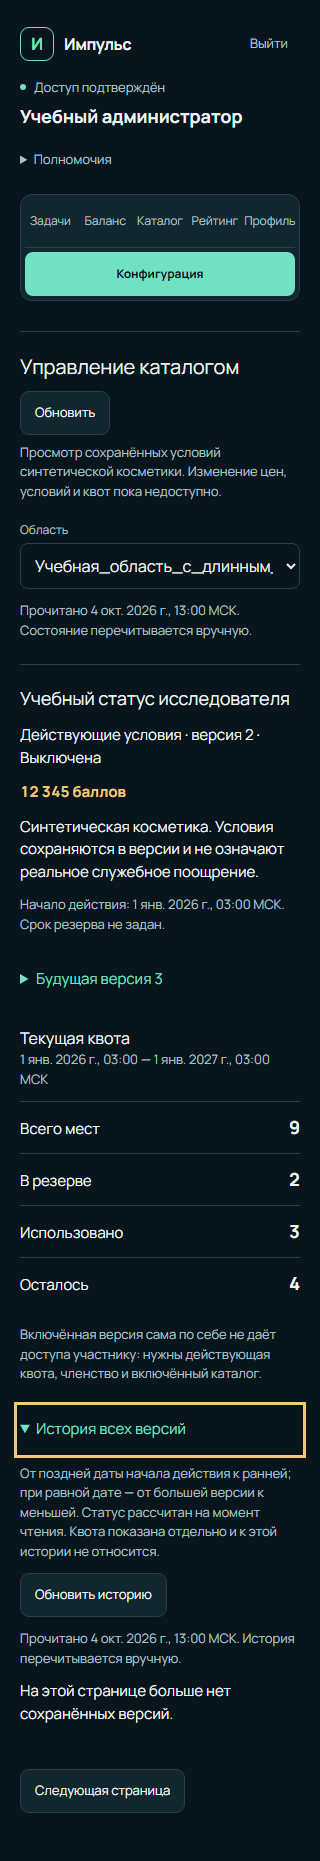 И Импульс Выйти
Доступ подтверждён
Учебный администратор
Полномочия
Задачи Баланс Каталог Рейтинг Профиль
Конфигурация
Управление каталогом
Обновить
Просмотр сохранённых условий
синтетической косметики. Изменение цен,
условий и квот пока недоступно.
Область
Учебная_область_с_длинным_
Прочитано 4 окт. 2026 г., 13:00 МСК.
Состояние перечитывается вручную.
Учебный статус исследователя
Действующие условия · версия 2 ·
Выключена
12 345 баллов
Синтетическая косметика. Условия
сохраняются в версии и не означают
реальное служебное поощрение.
Начало действия: 1 янв. 2026 г., 03:00 МСК.
Срок резерва не задан.
Будущая версия 3
Текущая квота
1 янв. 2026 г., 03:00 — 1 янв. 2027 г., 03:00
МСК
Всего мест 9
В резерве 2
Использовано 3
Осталось 4
Включённая версия сама по себе не даёт
доступа участнику: нужны действующая
квота, членство и включённый каталог.
История всех версий
От поздней даты начала действия к ранней;
при равной дате — от большей версии к
меньшей. Статус рассчитан на момент
чтения. Квота показана отдельно и к этой
истории не относится.
Обновить историю
Прочитано 4 окт. 2026 г., 13:00 МСК. История
перечитывается вручную.
На этой странице больше нет
сохранённых версий.
Следующая страница